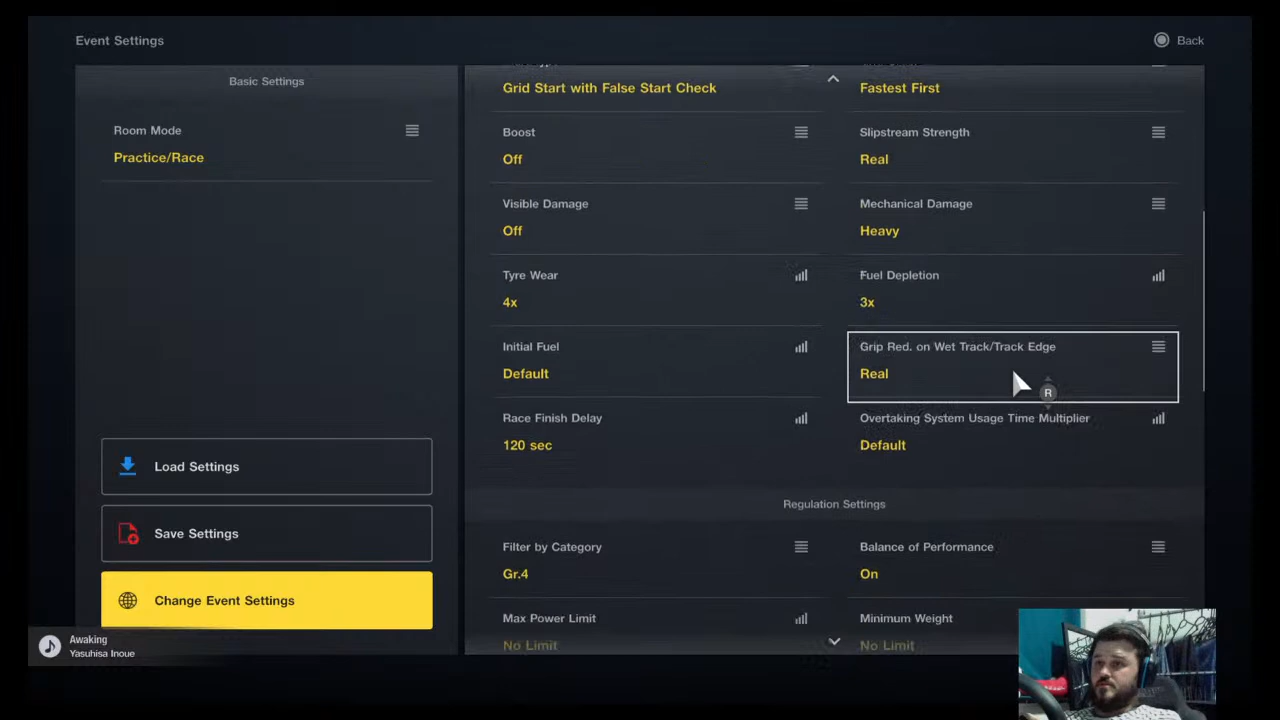 Event Settings
Back
Basic Settings
Room Mode
Practice/Race
Load Settings
Save Settings
Change Event Settings
Grid Start with False Start Check
Fastest First
Boost
Off
Slipstream Strength
Real
Visible Damage
Off
Mechanical Damage
Heavy
Tyre Wear
4x
Fuel Depletion
3x
Initial Fuel
Default
Grip Red. on Wet Track/Track Edge
Real
R
Race Finish Delay
120 sec
Overtaking System Usage Time Multiplier
Default
Regulation Settings
Filter by Category
Gr.4
Balance of Performance
On
Max Power Limit
No Limit
Minimum Weight
No Limit
Awaking
Yasuhisa Inoue